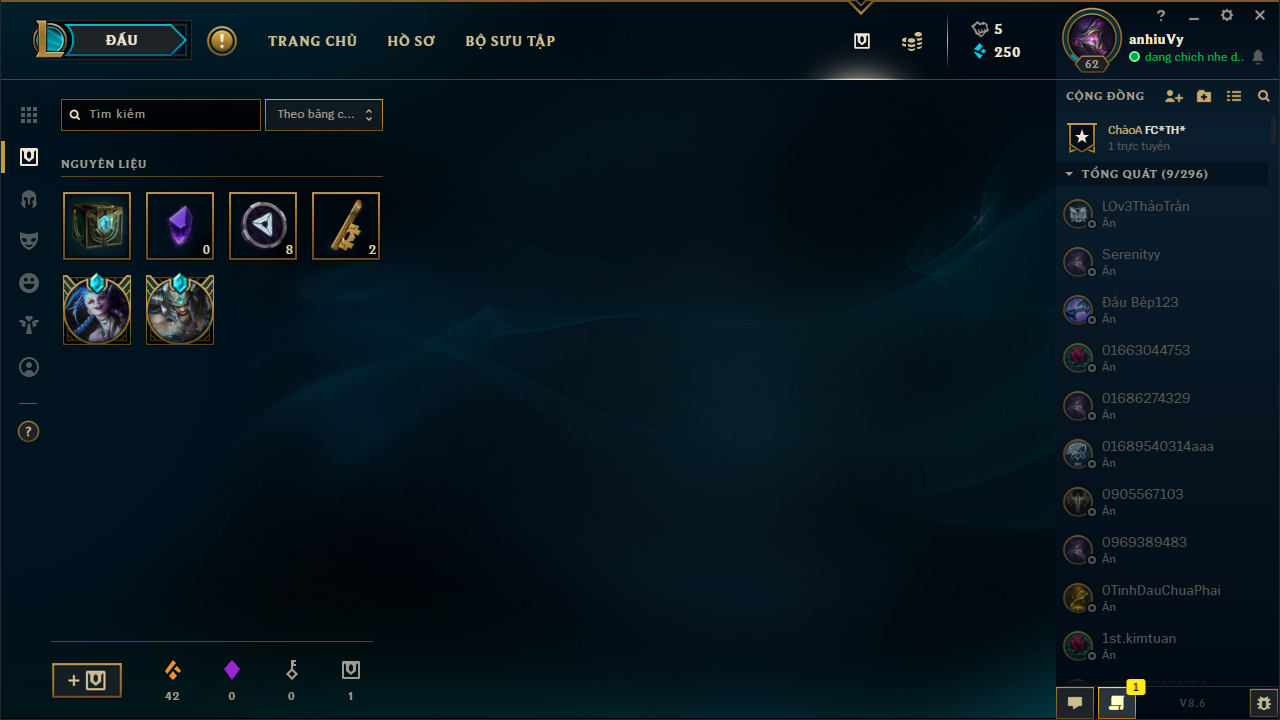 ĐẤU
TRANG CHỦ
HỒ SƠ
BỘ SƯU TẬP
5
250
62
anhiuVy
dang chich nhe d..
Tìm kiếm
Theo bảng c...
NGUYÊN LIỆU
0
8
2
42
0
0
1
CỘNG ĐỒNG
ChàoA FC*TH*
1 trực tuyến
TỔNG QUÁT (9/296)
LOv3ThảoTrần
Ẩn
Serenityy
Ẩn
Đầu Bếp123
Ẩn
01663044753
Ẩn
01686274329
Ẩn
01689540314aaa
Ẩn
0905567103
Ẩn
0969389483
Ẩn
0TinhDauChuaPhai
Ẩn
1st.kimtuan
Ẩn
1
V8.6